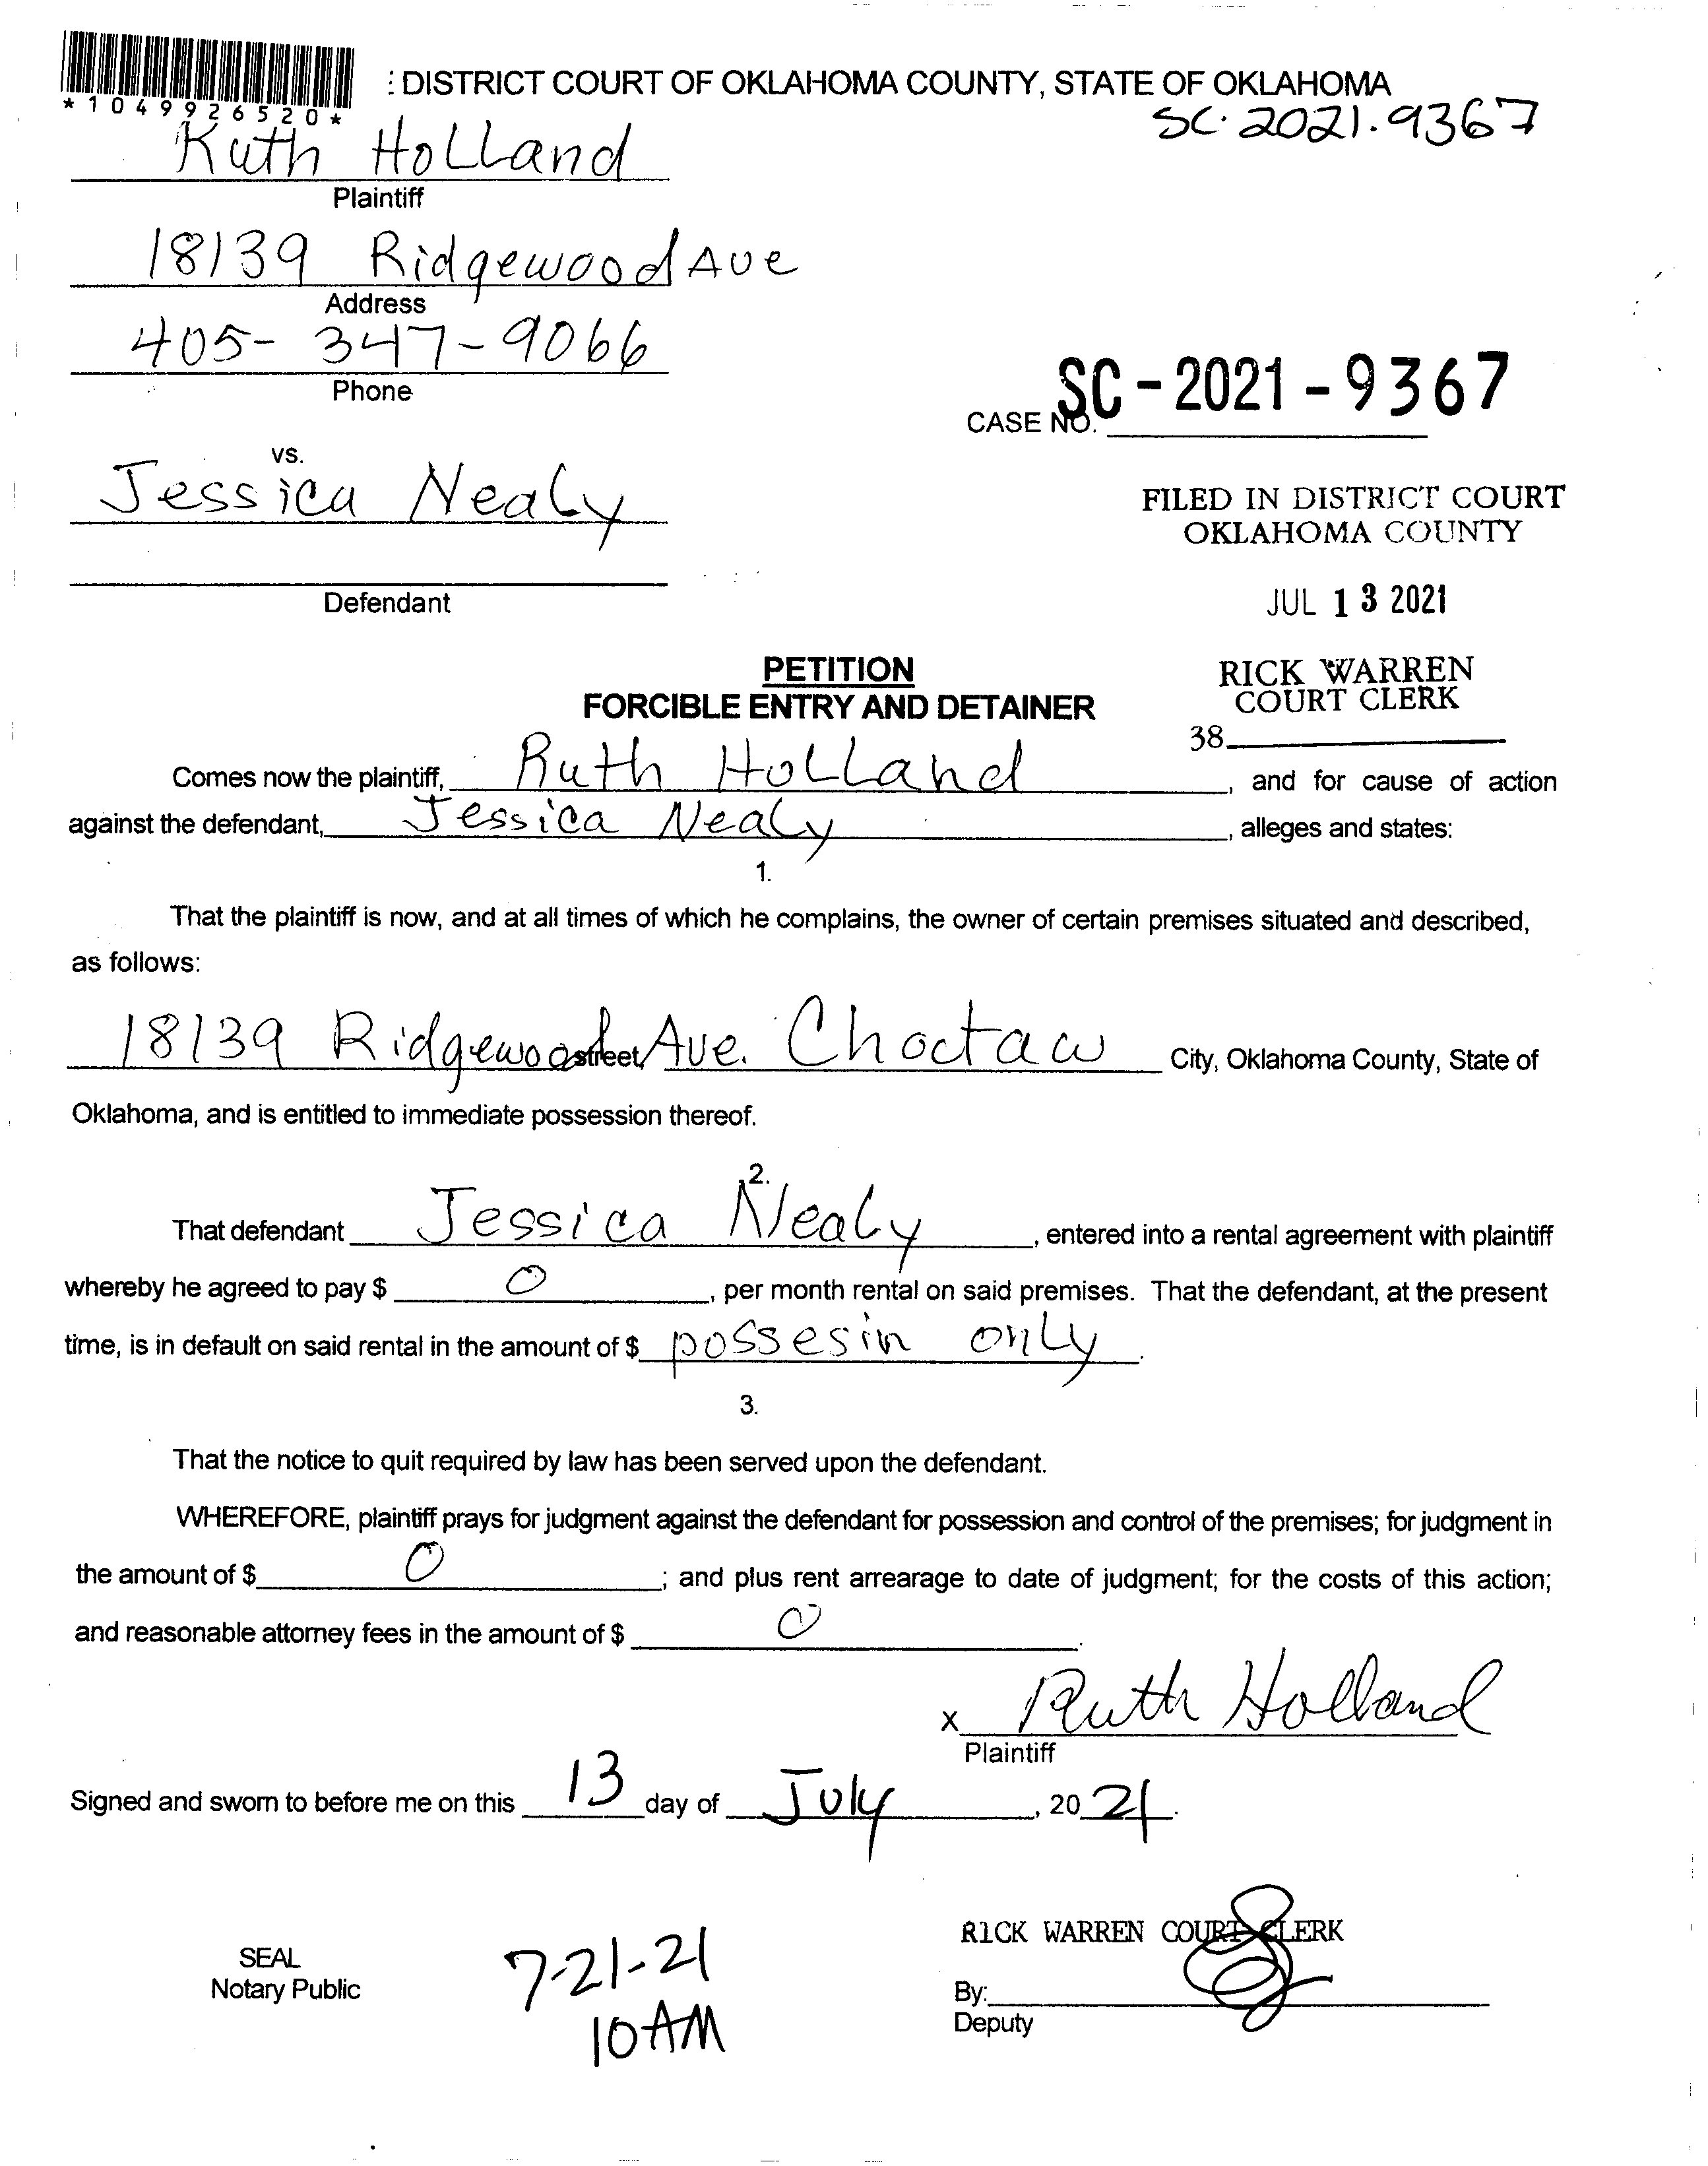 : DISTRICT COURT OF OKLAHOMA COUNTY, STATE OF OKLAHOMA
*1049926520*
SC. 2021.9367
Ruth Holland
Plaintiff
18139 Ridgewood Ave
Address
405-347-9066
Phone
SC-2021-9367
CASE NO.
vs.
Jessica Nealy
FILED IN DISTRICT COURT
OKLAHOMA COUNTY
Defendant
JUL 13 2021
PETITION
FORCIBLE ENTRY AND DETAINER
RICK WARREN
COURT CLERK
38
Comes now the plaintiff, Ruth Holland, and for cause of action
against the defendant, Jessica Nealy, alleges and states:
1.
That the plaintiff is now, and at all times of which he complains, the owner of certain premises situated and described,
as follows:
18139 Ridgewood street, Ave. Choctaw City, Oklahoma County, State of
Oklahoma, and is entitled to immediate possession thereof.
2.
That defendant Jessica Nealy, entered into a rental agreement with plaintiff
whereby he agreed to pay $ 0, per month rental on said premises. That the defendant, at the present
time, is in default on said rental in the amount of $ possesin only.
3.
That the notice to quit required by law has been served upon the defendant.
WHEREFORE, plaintiff prays for judgment against the defendant for possession and control of the premises; for judgment in
the amount of $ 0; and plus rent arrearage to date of judgment; for the costs of this action;
and reasonable attorney fees in the amount of $ 0.
x Ruth Holland
Plaintiff
Signed and sworn to before me on this 13 day of July, 2021.
RICK WARREN COURT CLERK
SEAL
Notary Public
7-21-21
10 AM
By:
Deputy